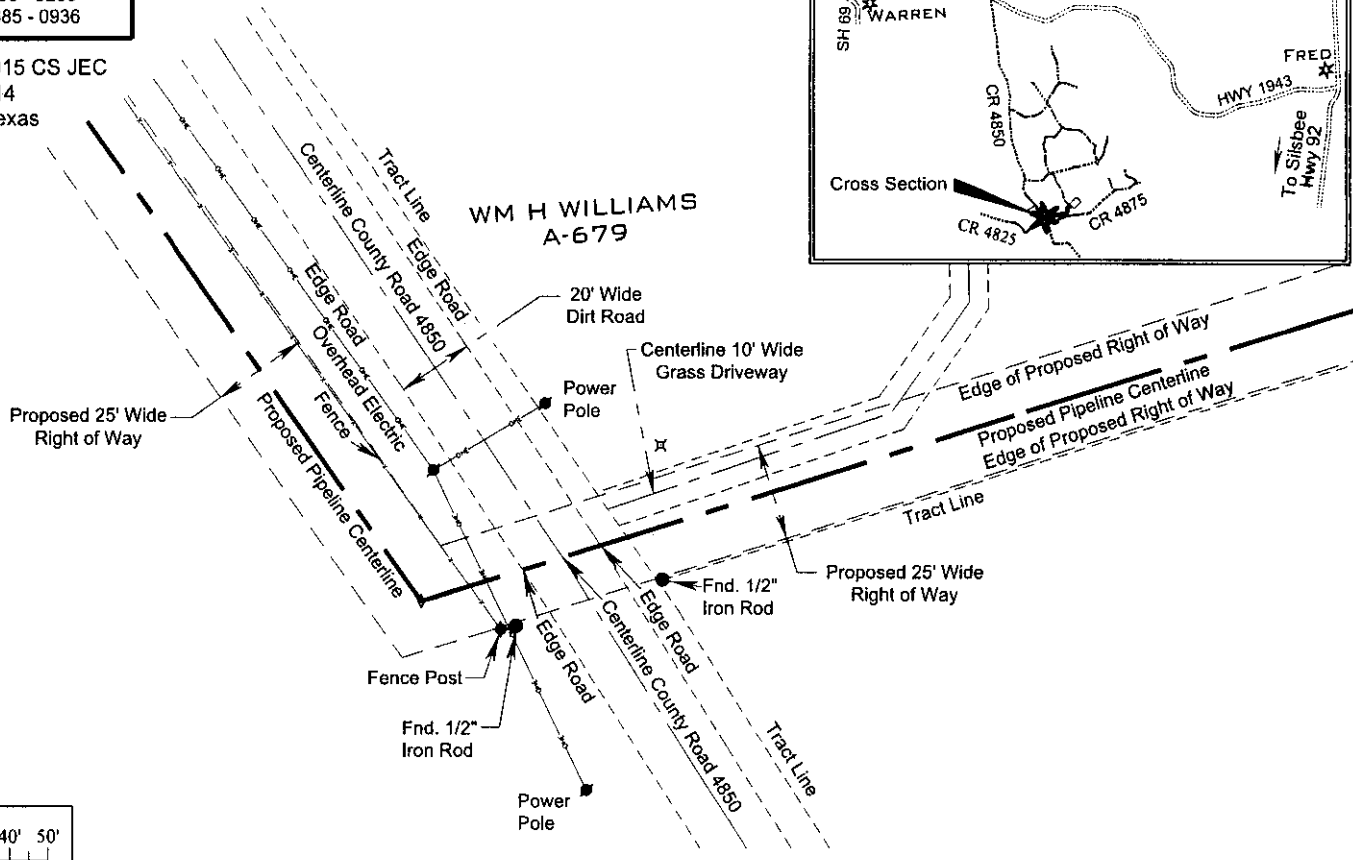 485 - 0936
015 CS JEC
14
exas
SH 69
WARREN
FRED
HWY 1943
CR 4850
To Silsbee
Hwy 92
Cross Section
CR 4825
CR 4875
Tract Line
Centerline County Road 4850
Edge Road
WM H WILLIAMS
A-679
Edge Road
Overhead Electric
20' Wide
Dirt Road
Centerline 10' Wide
Grass Driveway
Power
Pole
Proposed 25' Wide
Right of Way
Fence
Proposed Pipeline Centerline
Edge of Proposed Right of Way
Proposed Pipeline Centerline
Edge of Proposed Right of Way
Tract Line
Proposed 25' Wide
Right of Way
Fnd. 1/2"
Iron Rod
Edge Road
Centerline County Road 4850
Edge Road
Fence Post
Fnd. 1/2"
Iron Rod
Tract Line
Power
Pole
40' 50'